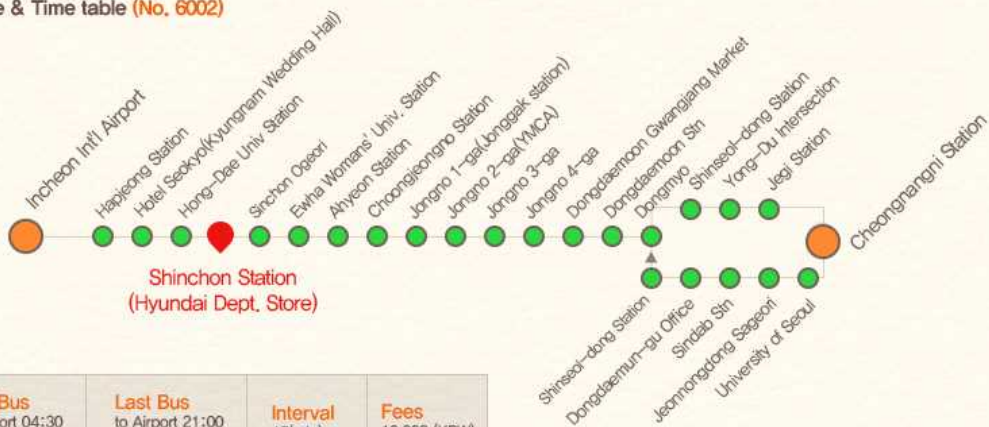 & Time table (No. 6002)
Incheon Int'l Airport
Hapjeong Station
Hotel Seokyo(Kyungnam Wedding Hall)
Hong-Dae Univ Station
Shinchon Station
(Hyundai Dept. Store)
Sinchon Ogeori
Ewha Womans' Univ. Station
Ahyeon Station
Choongjeongno Station
Jongno 1-ga(Jonggak station)
Jongno 2-ga(YMCA)
Jongno 3-ga
Jongno 4-ga
Dongdaemoon Gwangjang Market
Dongdaemoon Stn
Dongmyo
Shinseol-dong Station
Yong-Du Intersection
Jegi Station
Cheongnangni Station
Shinseol-dong Station
Dongdaemun-gu Office
Sindab Stn
Jeonnongdong Sageori
University of Seoul
Bus
04:30
Last Bus
to Airport 21:00
Interval
Fees